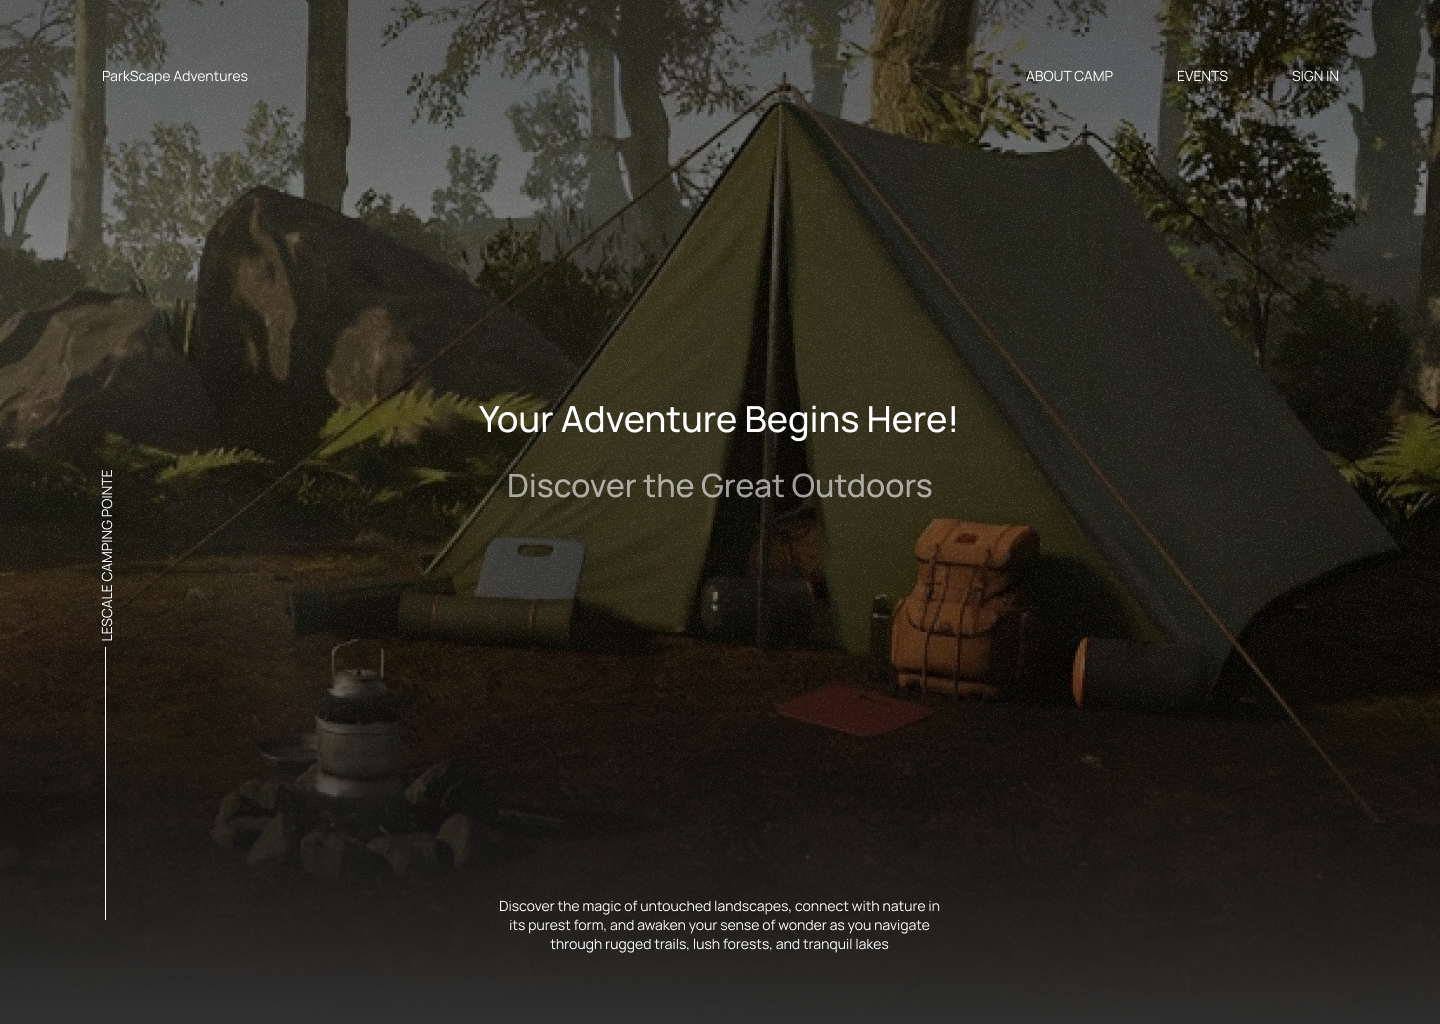 ParkScape Adventures
ABOUT CAMP
EVENTS
SIGN IN
Your Adventure Begins Here!
Discover the Great Outdoors
LESCALE CAMPING POINTE
Discover the magic of untouched landscapes, connect with nature in
its purest form, and awaken your sense of wonder as you navigate
through rugged trails, lush forests, and tranquil lakes